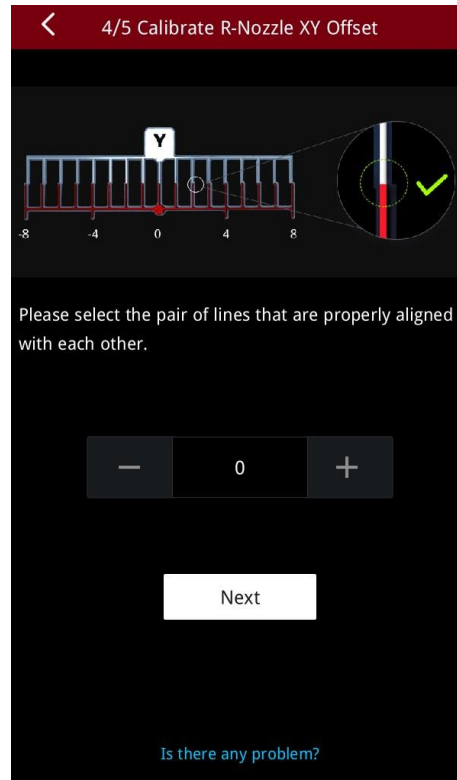 4/5 Calibrate R-Nozzle XY Offset
Y
-8 -4 0 4 8
Please select the pair of lines that are properly aligned
with each other.
− 0 +
Next
Is there any problem?